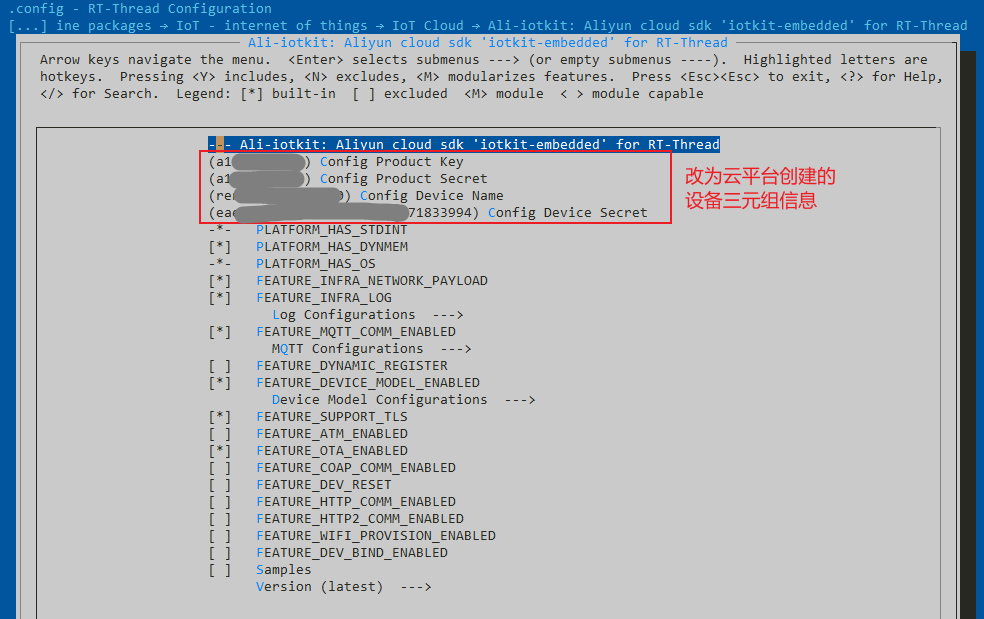 .config - RT-Thread Configuration
[...] ine packages → IoT - internet of things → IoT Cloud → Ali-iotkit: Aliyun cloud sdk 'iotkit-embedded' for RT-Thread
Ali-iotkit: Aliyun cloud sdk 'iotkit-embedded' for RT-Thread
Arrow keys navigate the menu.  <Enter> selects submenus ---> (or empty submenus ----).  Highlighted letters are
hotkeys.  Pressing <Y> includes, <N> excludes, <M> modularizes features.  Press <Esc><Esc> to exit, <?> for Help,
</> for Search.  Legend: [*] built-in  [ ] excluded  <M> module  < > module capable
--- Ali-iotkit: Aliyun cloud sdk 'iotkit-embedded' for RT-Thread
(a1 ) Config Product Key
(a1 ) Config Product Secret
改为云平台创建的
(re ) Config Device Name
设备三元组信息
(eae 71833994) Config Device Secret
-*-   PLATFORM_HAS_STDINT
[*]   PLATFORM_HAS_DYNMEM
-*-   PLATFORM_HAS_OS
[*]   FEATURE_INFRA_NETWORK_PAYLOAD
[*]   FEATURE_INFRA_LOG
Log Configurations  --->
[*]   FEATURE_MQTT_COMM_ENABLED
MQTT Configurations  --->
[ ]   FEATURE_DYNAMIC_REGISTER
[*]   FEATURE_DEVICE_MODEL_ENABLED
Device Model Configurations  --->
[*]   FEATURE_SUPPORT_TLS
[ ]   FEATURE_ATM_ENABLED
[*]   FEATURE_OTA_ENABLED
[ ]   FEATURE_COAP_COMM_ENABLED
[ ]   FEATURE_DEV_RESET
[ ]   FEATURE_HTTP_COMM_ENABLED
[ ]   FEATURE_HTTP2_COMM_ENABLED
[ ]   FEATURE_WIFI_PROVISION_ENABLED
[ ]   FEATURE_DEV_BIND_ENABLED
[ ]   Samples
Version (latest)  --->